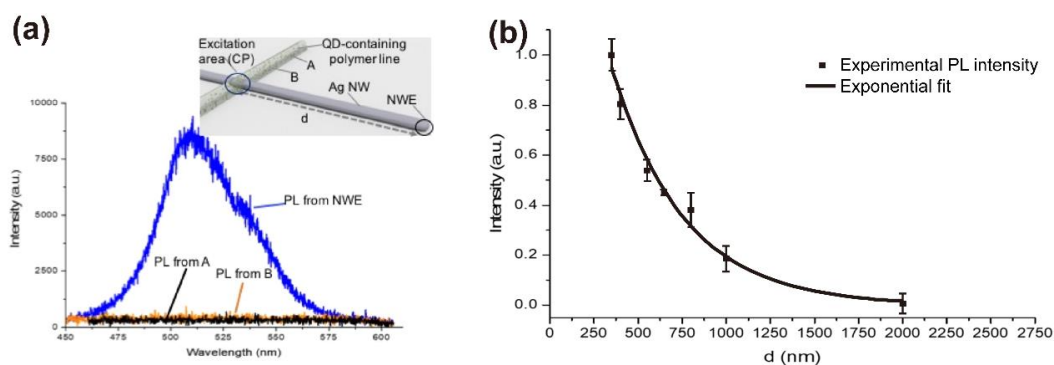 (a)
Excitation
area (CP)
QD-containing
polymer line
A
B
Ag NW
NWE
d
10000
7500
5000
2500
0
Intensity (a.u.)
PL from NWE
PL from A
PL from B
450 475 500 525 550 575 600
Wavelength (nm)
(b)
1.0
0.8
0.6
0.4
0.2
0.0
Intensity (a.u.)
Experimental PL intensity
Exponential fit
0 250 500 750 1000 1250 1500 1750 2000 2250 2500 2750
d (nm)